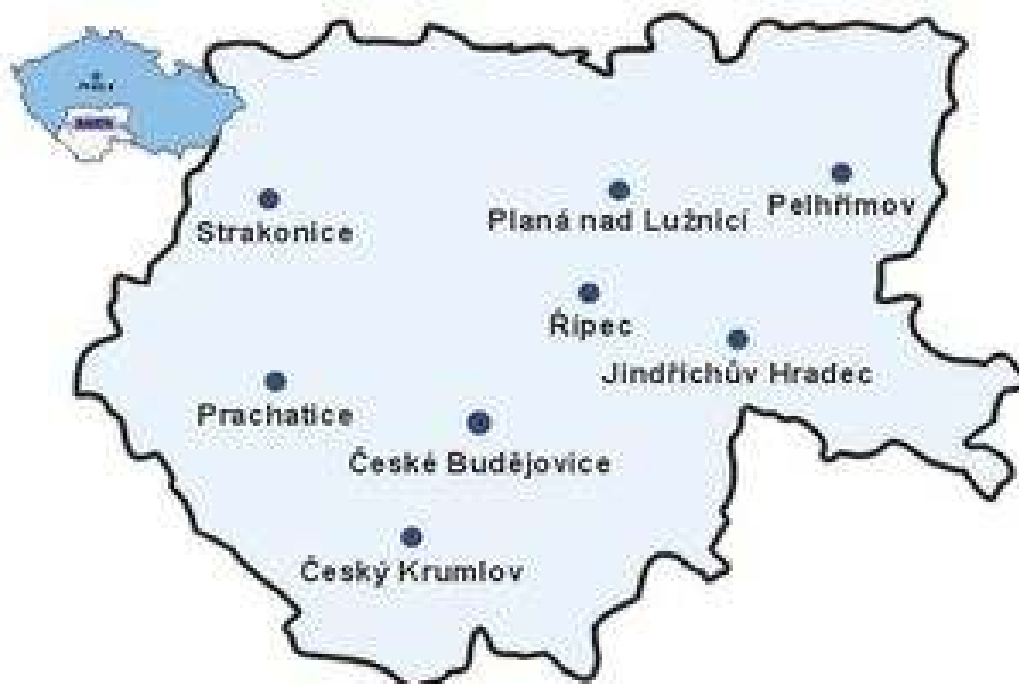 Strakonice
Planá nad Lužnicí
Pelhřimov
Řípec
Jindřichův Hradec
Prachatice
České Budějovice
Český Krumlov